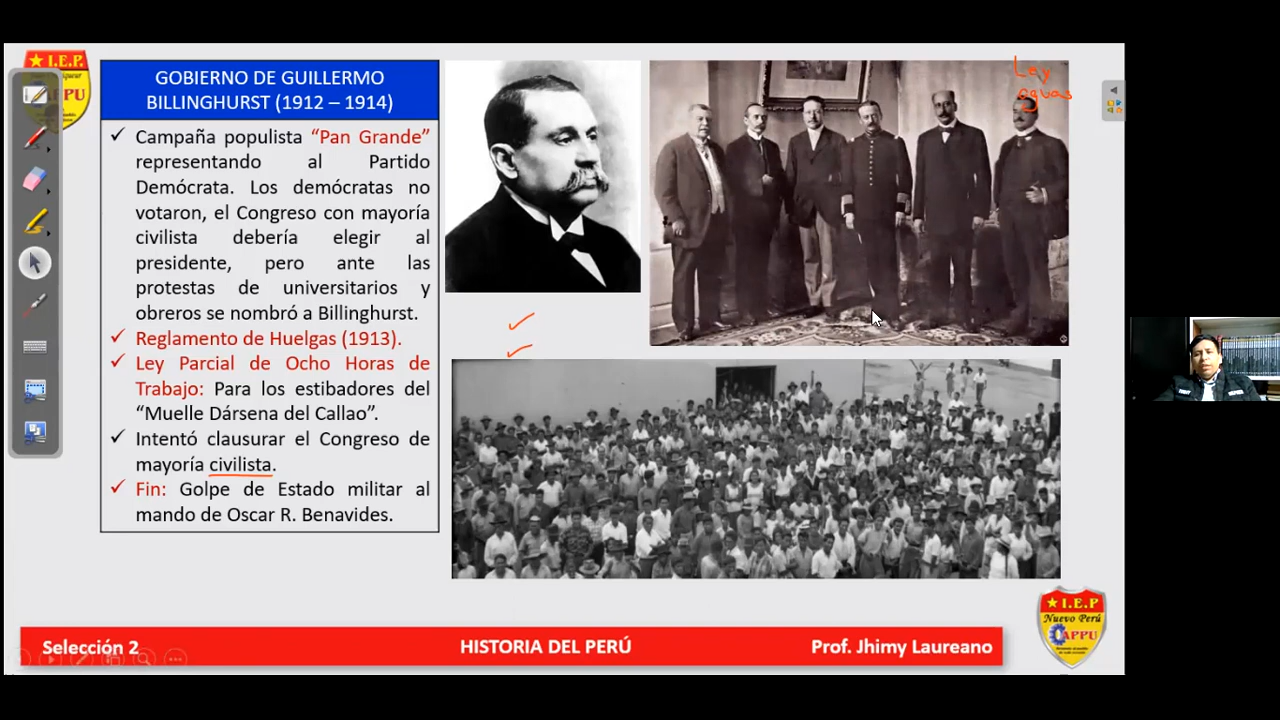 ★ I.E.P.
APPU
GOBIERNO DE GUILLERMO
BILLINGHURST (1912 – 1914)
✓ Campaña populista “Pan Grande”
representando al Partido
Demócrata. Los demócratas no
votaron, el Congreso con mayoría
civilista debería elegir al
presidente, pero ante las
protestas de universitarios y
obreros se nombró a Billinghurst.
✓ Reglamento de Huelgas (1913).
✓ Ley Parcial de Ocho Horas de
Trabajo: Para los estibadores del
“Muelle Dársena del Callao”.
✓ Intentó clausurar el Congreso de
mayoría civilista.
✓ Fin: Golpe de Estado militar al
mando de Oscar R. Benavides.
Ley
aguas
Selección 2
HISTORIA DEL PERÚ
Prof. Jhimy Laureano
★ I.E.P
Nuevo Perú
CAPPU